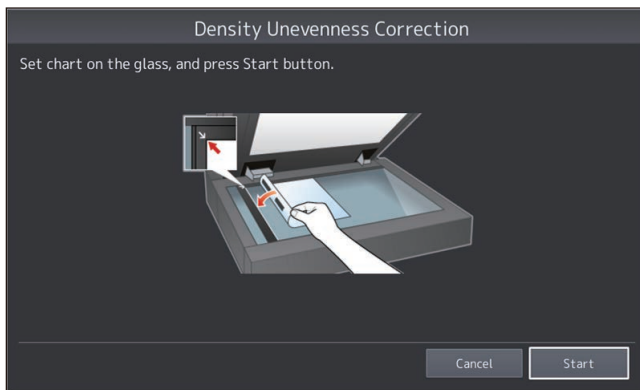 Density Unevenness Correction
Set chart on the glass, and press Start button.
Cancel
Start